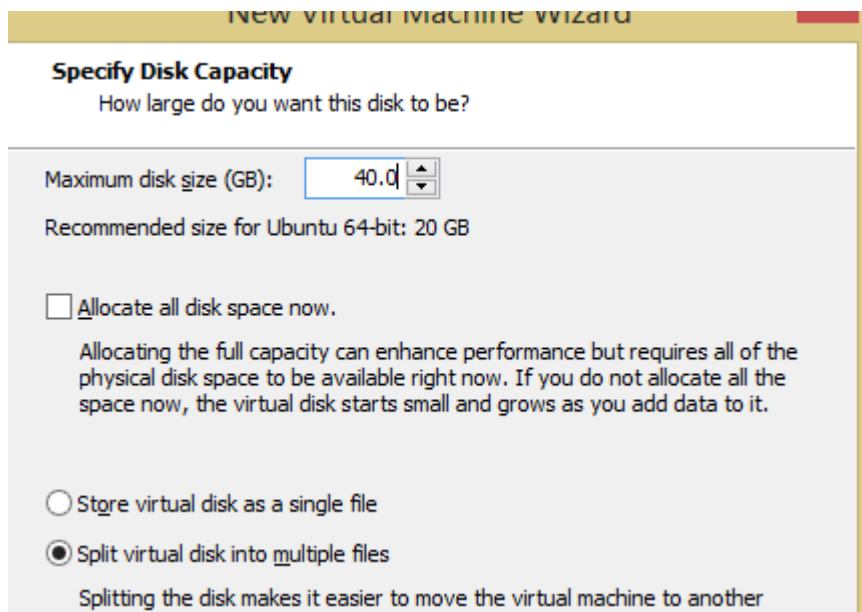 New Virtual Machine Wizard
Specify Disk Capacity
How large do you want this disk to be?
Maximum disk size (GB): 40.0
Recommended size for Ubuntu 64-bit: 20 GB
Allocate all disk space now.
Allocating the full capacity can enhance performance but requires all of the
physical disk space to be available right now. If you do not allocate all the
space now, the virtual disk starts small and grows as you add data to it.
Store virtual disk as a single file
Split virtual disk into multiple files
Splitting the disk makes it easier to move the virtual machine to another